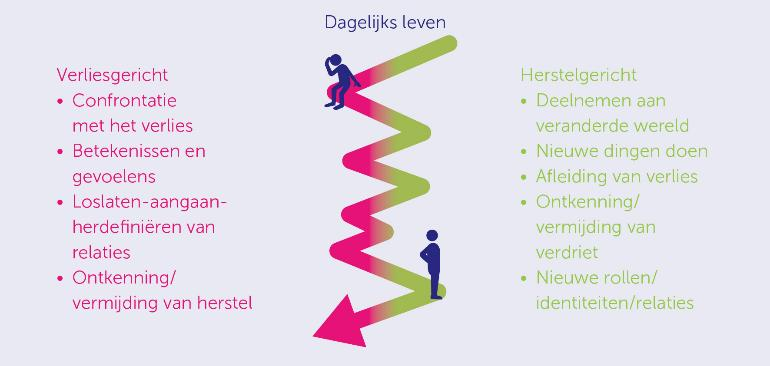 Dagelijks leven
Verliesgericht
• Confrontatie
met het verlies
• Betekenissen en
gevoelens
• Loslaten-aangaan-
herdefiniëren van
relaties
• Ontkenning/
vermijding van herstel
Herstelgericht
• Deelnemen aan
veranderde wereld
• Nieuwe dingen doen
• Afleiding van verlies
• Ontkenning/
vermijding van
verdriet
• Nieuwe rollen/
identiteiten/relaties